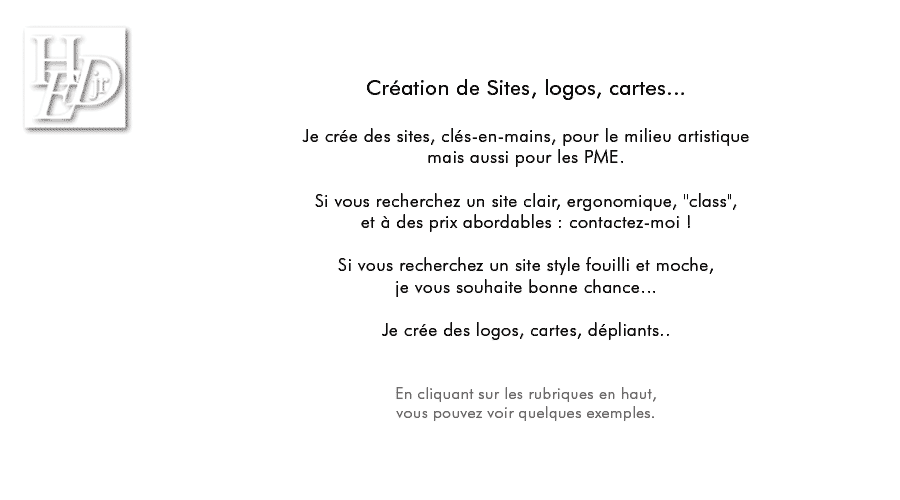 HEDjr
Création de Sites, logos, cartes...
Je crée des sites, clés-en-mains, pour le milieu artistique
mais aussi pour les PME.
Si vous recherchez un site clair, ergonomique, "class",
et à des prix abordables : contactez-moi !
Si vous recherchez un site style fouilli et moche,
je vous souhaite bonne chance...
Je crée des logos, cartes, dépliants..
En cliquant sur les rubriques en haut,
vous pouvez voir quelques exemples.